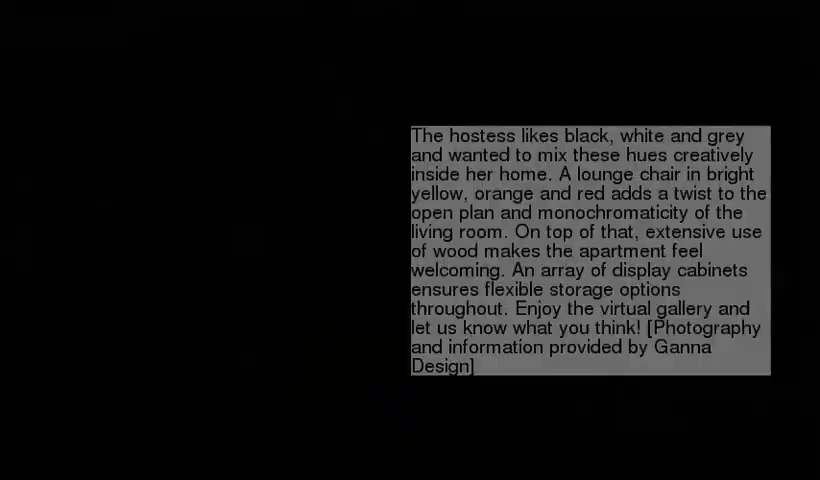 The hostess likes black, white and grey
and wanted to mix these hues creatively
inside her home. A lounge chair in bright
yellow, orange and red adds a twist to the
open plan and monochromaticity of the
living room. On top of that, extensive use
of wood makes the apartment feel
welcoming. An array of display cabinets
ensures flexible storage options
throughout. Enjoy the virtual gallery and
let us know what you think! [Photography
and information provided by Ganna
Design]